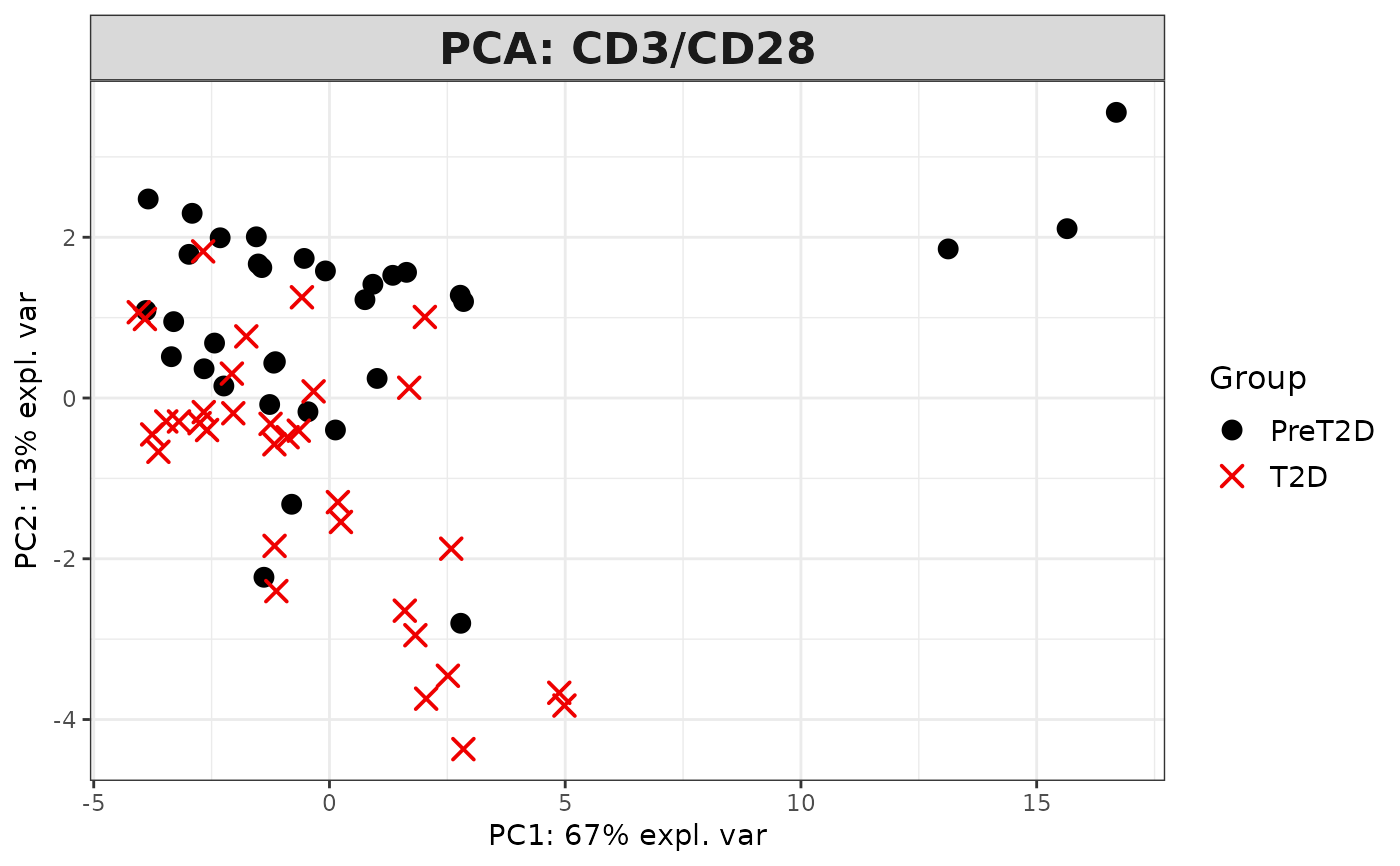 PCA: CD3/CD28
PC2: 13% expl. var
2
0
-2
-4
-5
0
5
10
15
PC1: 67% expl. var
Group
PreT2D
T2D